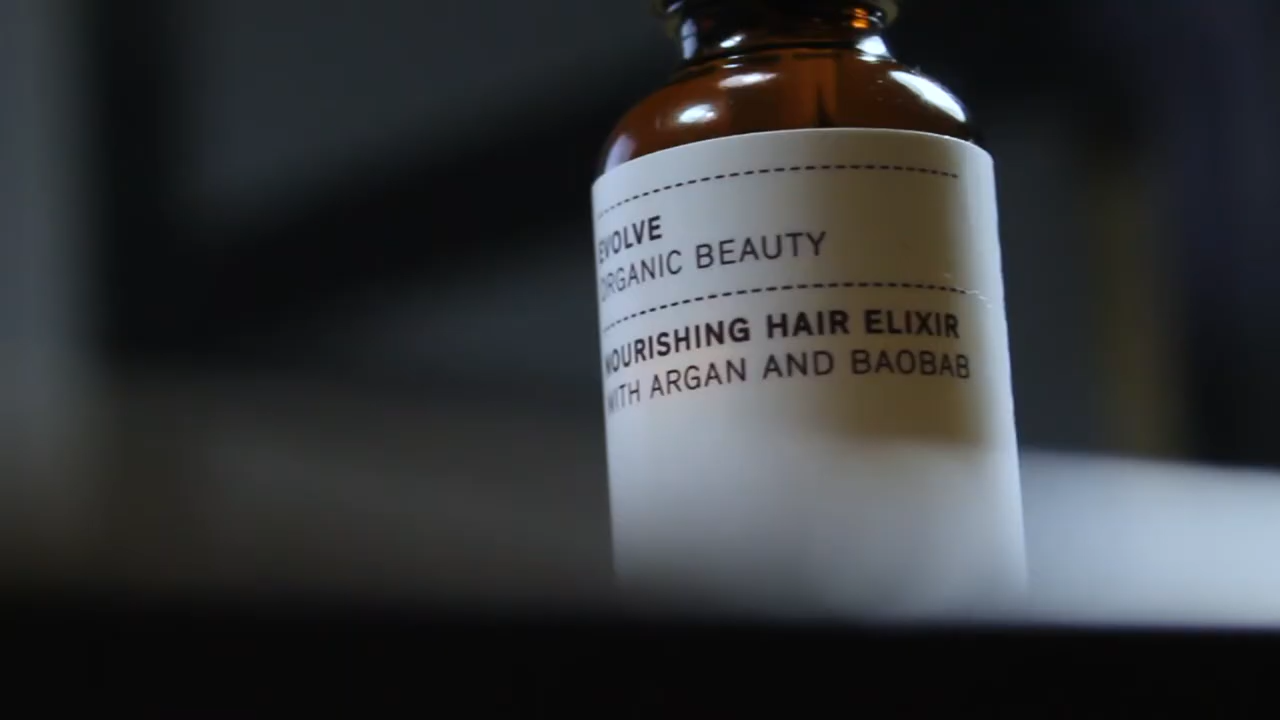 EVOLVE
ORGANIC BEAUTY
NOURISHING HAIR ELIXIR
WITH ARGAN AND BAOBAB